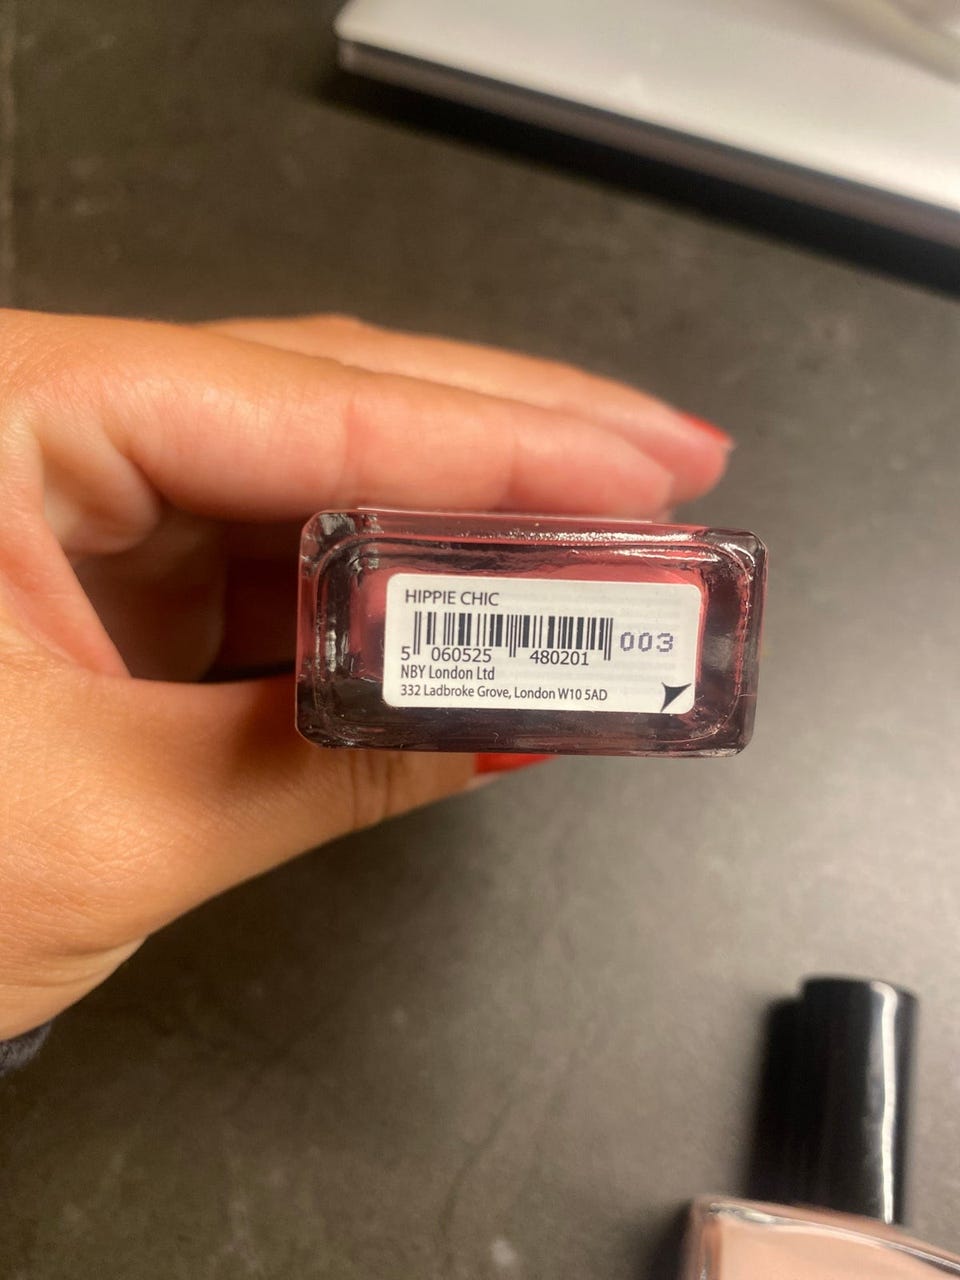 HIPPIE CHIC
003
5 060525 480201
NBY London Ltd
332 Ladbroke Grove, London W10 5AD